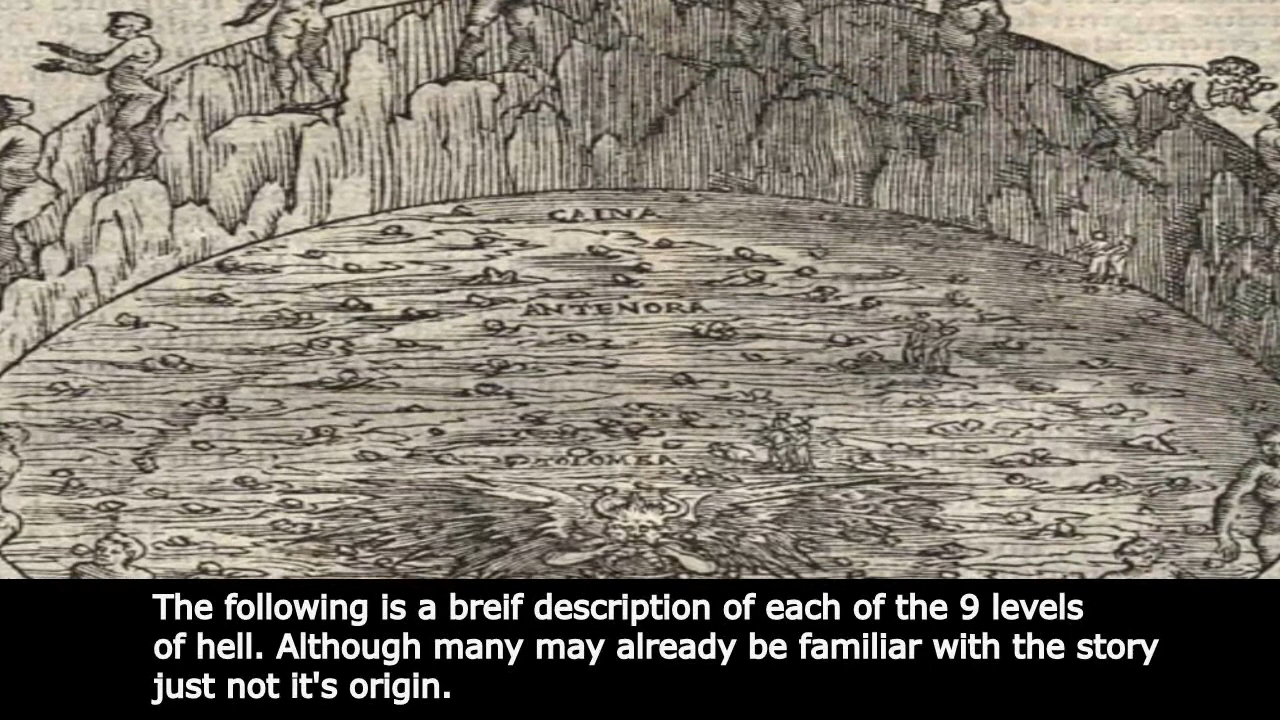 CAINA
ANTENORA
PTOLOMEA
The following is a breif description of each of the 9 levels
of hell. Although many may already be familiar with the story
just not it's origin.